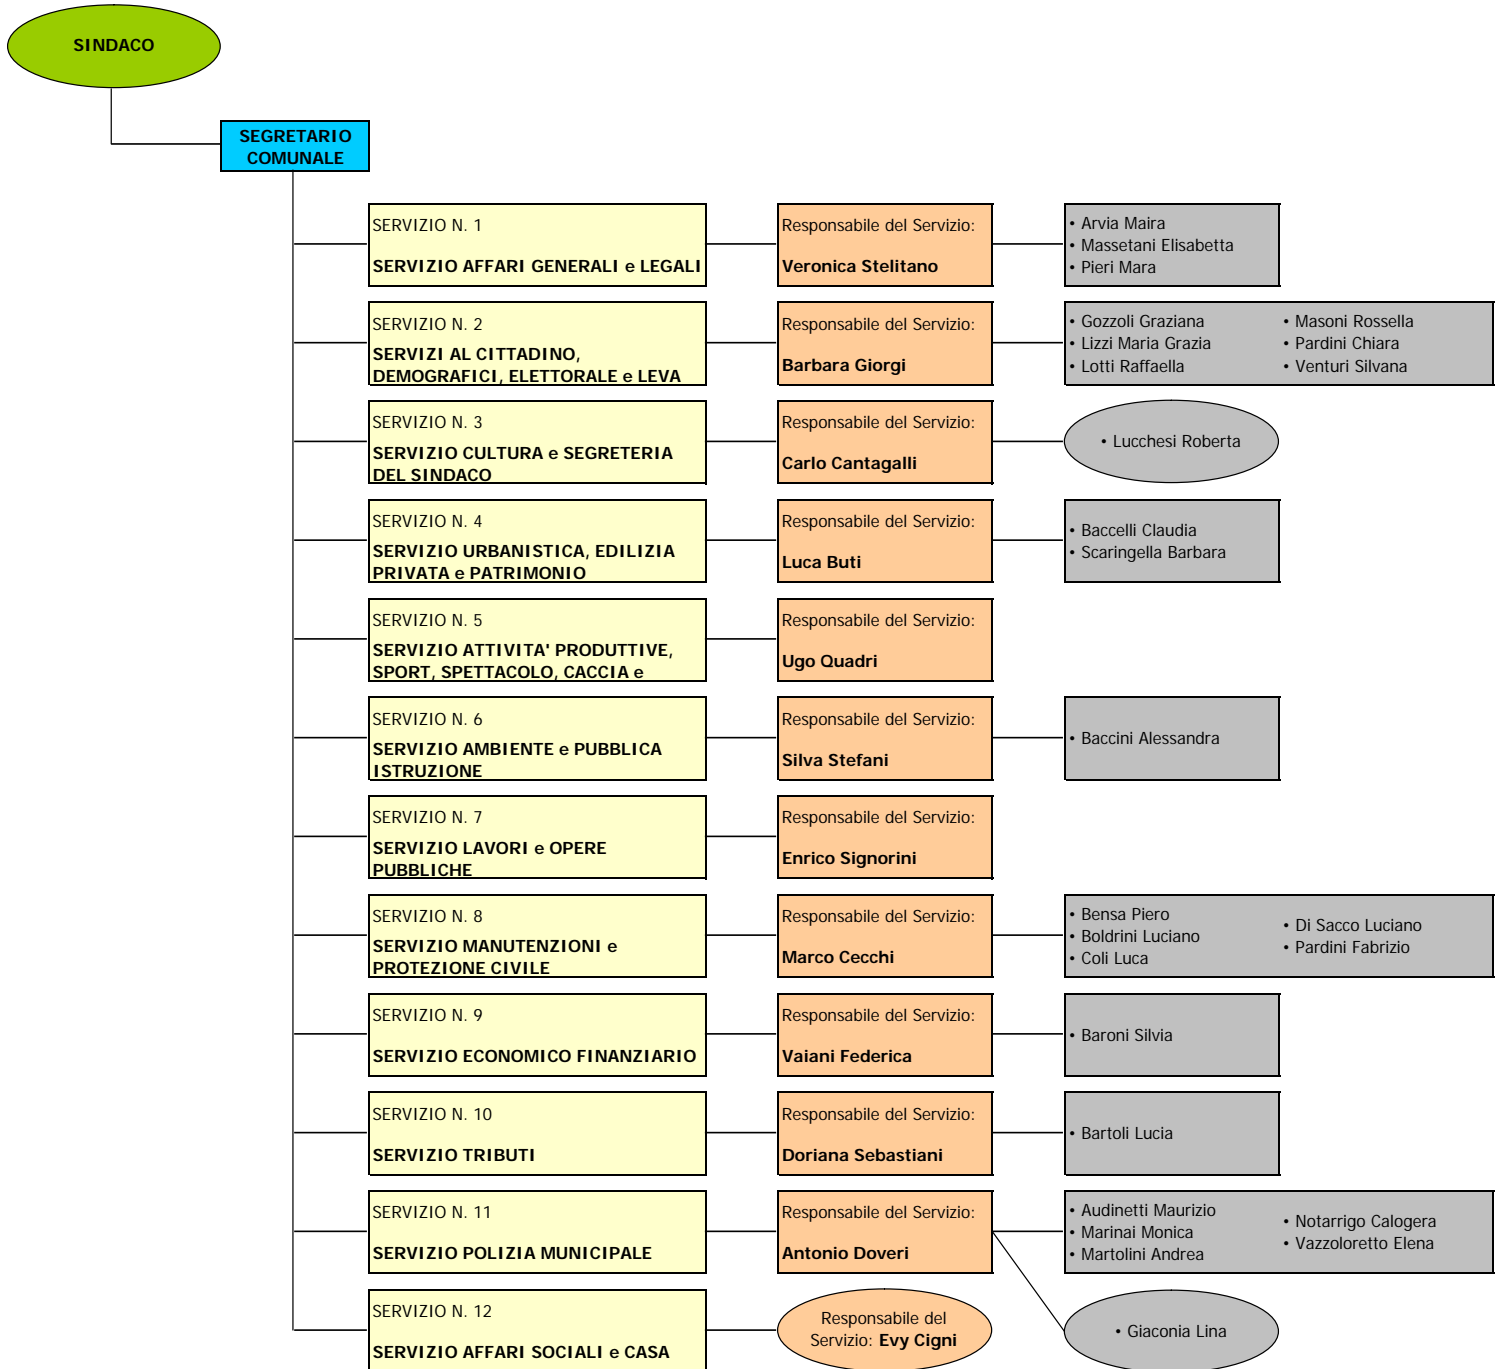 SINDACO
SEGRETARIO
COMUNALE
SERVIZIO N. 1
SERVIZIO AFFARI GENERALI e LEGALI
Responsabile del Servizio:
Veronica Stelitano
• Arvia Maira
• Massetani Elisabetta
• Pieri Mara
SERVIZIO N. 2
SERVIZI AL CITTADINO,
DEMOGRAFICI, ELETTORALE e LEVA
Responsabile del Servizio:
Barbara Giorgi
• Gozzoli Graziana
• Lizzi Maria Grazia
• Lotti Raffaella
• Masoni Rossella
• Pardini Chiara
• Venturi Silvana
SERVIZIO N. 3
SERVIZIO CULTURA e SEGRETERIA
DEL SINDACO
Responsabile del Servizio:
Carlo Cantagalli
• Lucchesi Roberta
SERVIZIO N. 4
SERVIZIO URBANISTICA, EDILIZIA
PRIVATA e PATRIMONIO
Responsabile del Servizio:
Luca Buti
• Baccelli Claudia
• Scaringella Barbara
SERVIZIO N. 5
SERVIZIO ATTIVITA' PRODUTTIVE,
SPORT, SPETTACOLO, CACCIA e
Responsabile del Servizio:
Ugo Quadri
SERVIZIO N. 6
SERVIZIO AMBIENTE e PUBBLICA
ISTRUZIONE
Responsabile del Servizio:
Silva Stefani
• Baccini Alessandra
SERVIZIO N. 7
SERVIZIO LAVORI e OPERE
PUBBLICHE
Responsabile del Servizio:
Enrico Signorini
SERVIZIO N. 8
SERVIZIO MANUTENZIONI e
PROTEZIONE CIVILE
Responsabile del Servizio:
Marco Cecchi
• Bensa Piero
• Boldrini Luciano
• Coli Luca
• Di Sacco Luciano
• Pardini Fabrizio
SERVIZIO N. 9
SERVIZIO ECONOMICO FINANZIARIO
Responsabile del Servizio:
Vaiani Federica
• Baroni Silvia
SERVIZIO N. 10
SERVIZIO TRIBUTI
Responsabile del Servizio:
Doriana Sebastiani
• Bartoli Lucia
SERVIZIO N. 11
SERVIZIO POLIZIA MUNICIPALE
Responsabile del Servizio:
Antonio Doveri
• Audinetti Maurizio
• Marinai Monica
• Martolini Andrea
• Notarrigo Calogera
• Vazzoloretto Elena
SERVIZIO N. 12
SERVIZIO AFFARI SOCIALI e CASA
Responsabile del
Servizio: Evy Cigni
• Giaconia Lina